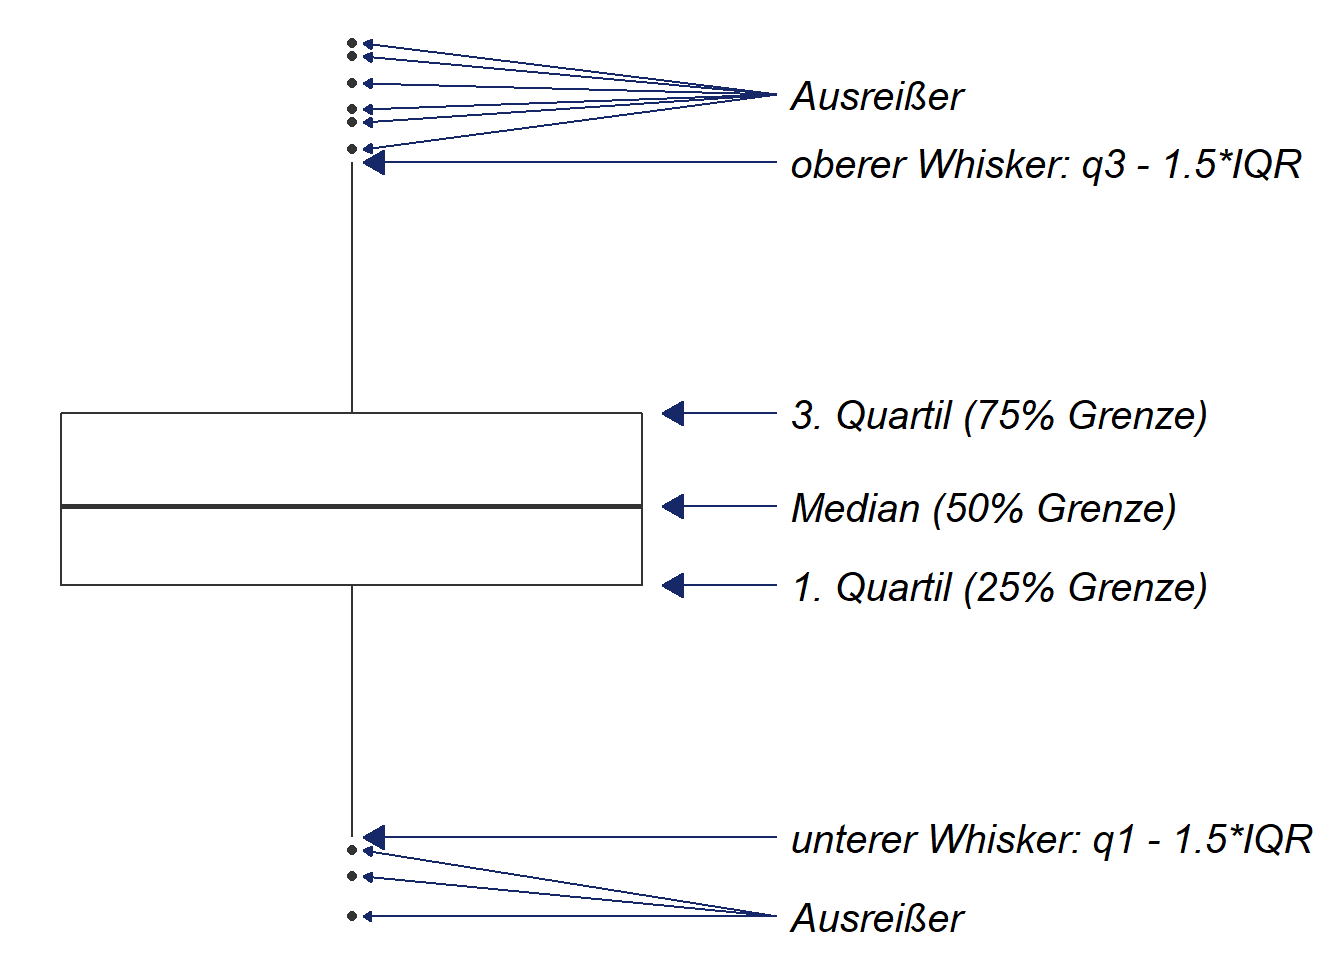 Ausreißer
oberer Whisker: q3 - 1.5*IQR
3. Quartil (75% Grenze)
Median (50% Grenze)
1. Quartil (25% Grenze)
unterer Whisker: q1 - 1.5*IQR
Ausreißer